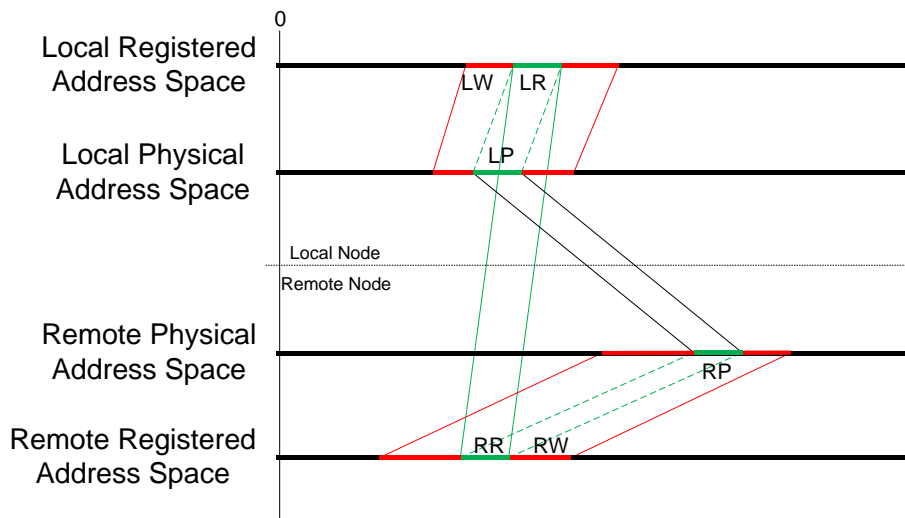 0
Local Registered
Address Space
LW LR
Local Physical
Address Space
LP
Local Node
Remote Node
Remote Physical
Address Space
RP
Remote Registered
Address Space
RR RW